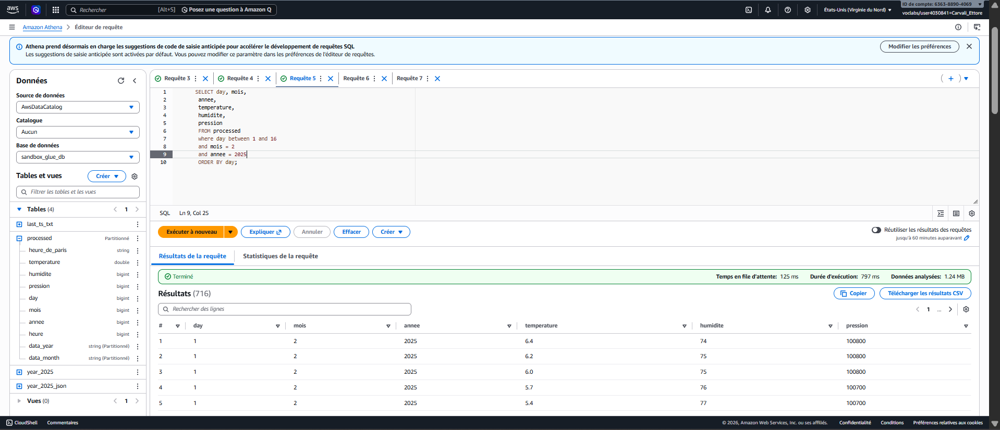 aws
Rechercher [Alt+S] Posez une question à Amazon Q
États-Unis (Virginie du Nord)
ID de compte: 6363-8890-4069
voclabs/user4030841=Carvali_Ettore
Amazon Athena > Éditeur de requête
Athena prend désormais en charge les suggestions de code de saisie anticipée pour accélérer le développement de requêtes SQL
Les suggestions de saisie anticipée sont activées par défaut. Vous pouvez modifier ce paramètre dans les préférences de l'éditeur de requêtes.
Modifier les préférences
Données
Source de données
AwsDataCatalog
Catalogue
Aucun
Base de données
sandbox_glue_db
Tables et vues
Créer
Filtrer les tables et les vues
Tables (4) 1
last_ts_txt
processed Partitionné
heure_de_paris string
temperature double
humidite bigint
pression bigint
day bigint
mois bigint
annee bigint
heure bigint
data_year string (Partitionné)
data_month string (Partitionné)
year_2025
year_2025_json
Vues (0) 1
Requête 3 Requête 4 Requête 5 Requête 6 Requête 7
1 SELECT day, mois,
2 annee,
3 temperature,
4 humidite,
5 pression
6 FROM processed
7 where day between 1 and 16
8 and mois = 2
9 and annee = 2025
10 ORDER BY day;
SQL Ln 9, Col 25
Exécuter à nouveau Expliquer Annuler Effacer Créer
Réutiliser les résultats des requêtes
jusqu'à 60 minutes auparavant
Résultats de la requête Statistiques de la requête
Terminé Temps en file d'attente: 125 ms Durée d'exécution: 797 ms Données analysées: 1.24 MB
Résultats (716) Copier Télécharger les résultats CSV
Rechercher des lignes 1 ...
# day mois annee temperature humidite pression
1 1 2 2025 6.4 74 100800
2 1 2 2025 6.2 75 100800
3 1 2 2025 6.0 75 100800
4 1 2 2025 5.7 76 100700
5 1 2 2025 5.4 77 100700
CloudShell Commentaires © 2026, Amazon Web Services, Inc. ou ses affiliés. Confidentialité Conditions Préférences relatives aux cookies